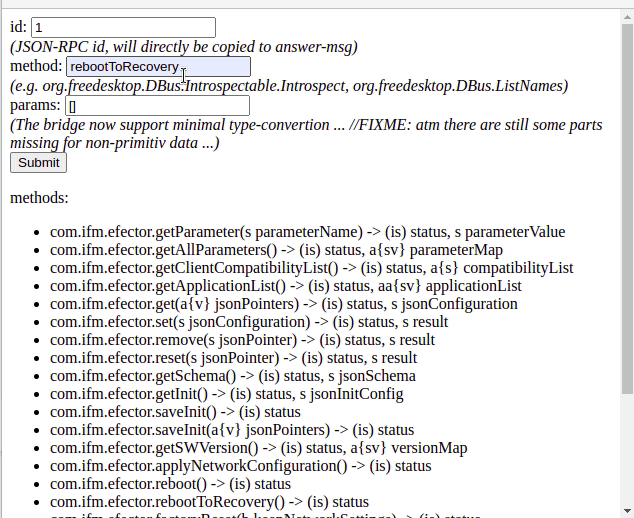 id: 1
(JSON-RPC id, will directly be copied to answer-msg)
method: rebootToRecovery
(e.g. org.freedesktop.DBus.Introspectable.Introspect, org.freedesktop.DBus.ListNames)
params: []
(The bridge now support minimal type-convertion ... //FIXME: atm there are still some parts
missing for non-primitiv data ...)
Submit
methods:
• com.ifm.efector.getParameter(s parameterName) -> (is) status, s parameterValue
• com.ifm.efector.getAllParameters() -> (is) status, a{sv} parameterMap
• com.ifm.efector.getClientCompatibilityList() -> (is) status, a{s} compatibilityList
• com.ifm.efector.getApplicationList() -> (is) status, aa{sv} applicationList
• com.ifm.efector.get(a{v} jsonPointers) -> (is) status, s jsonConfiguration
• com.ifm.efector.set(s jsonConfiguration) -> (is) status, s result
• com.ifm.efector.remove(s jsonPointer) -> (is) status, s result
• com.ifm.efector.reset(s jsonPointer) -> (is) status, s result
• com.ifm.efector.getSchema() -> (is) status, s jsonSchema
• com.ifm.efector.getInit() -> (is) status, s jsonInitConfig
• com.ifm.efector.saveInit() -> (is) status
• com.ifm.efector.saveInit(a{v} jsonPointers) -> (is) status
• com.ifm.efector.getSWVersion() -> (is) status, a{sv} versionMap
• com.ifm.efector.applyNetworkConfiguration() -> (is) status
• com.ifm.efector.reboot() -> (is) status
• com.ifm.efector.rebootToRecovery() -> (is) status